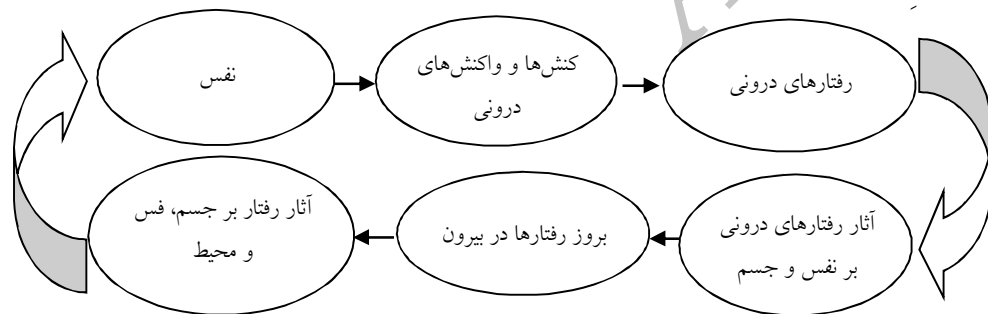 نفس
کنش‌ها و واکنش‌های
درونی
رفتارهای درونی
آثار رفتارهای درونی
بر نفس و جسم
بروز رفتارها در بیرون
آثار رفتار بر جسم، فس
و محیط